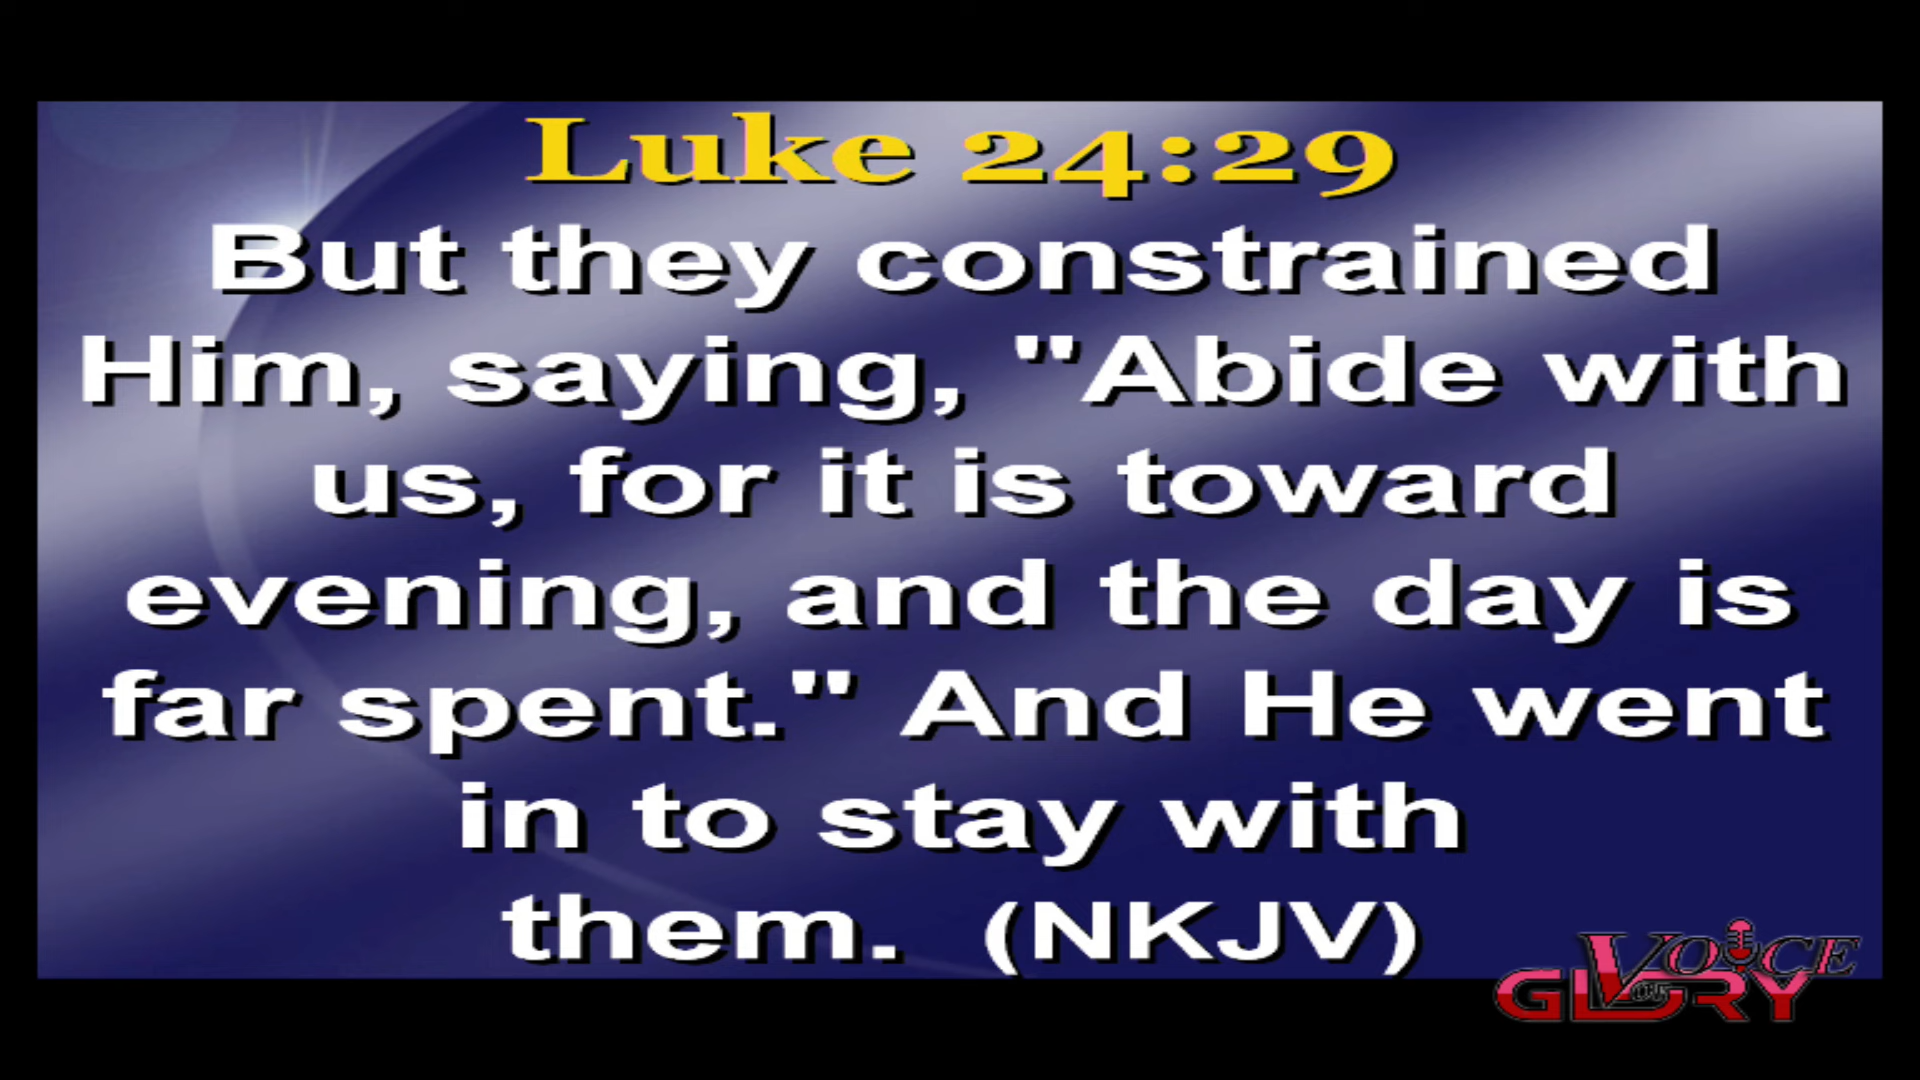 Luke 24:29
But they constrained
Him, saying, "Abide with
us, for it is toward
evening, and the day is
far spent." And He went
in to stay with
them. (NKJV)
VOICE
OF
GLORY